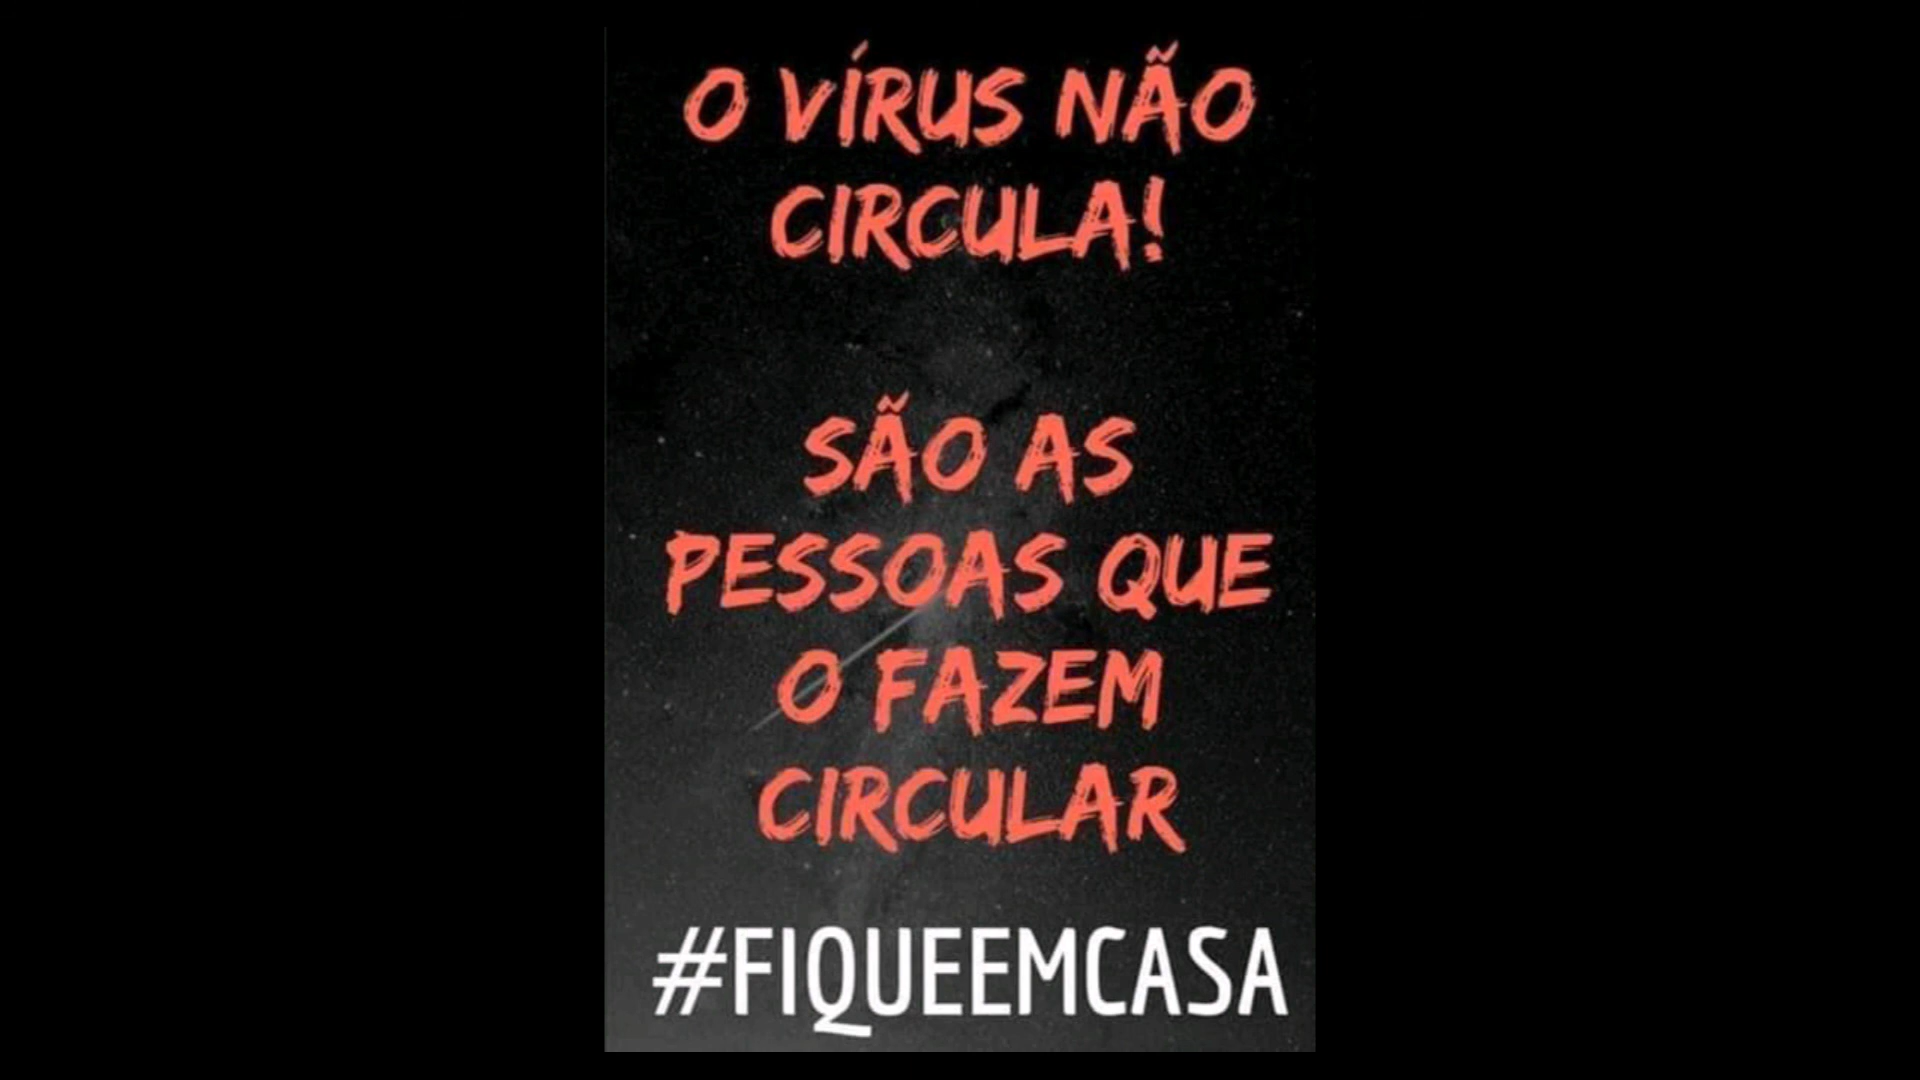 O VÍRUS NÃO
CIRCULA!
SÃO AS
PESSOAS QUE
O FAZEM
CIRCULAR
#FIQUEEMCASA